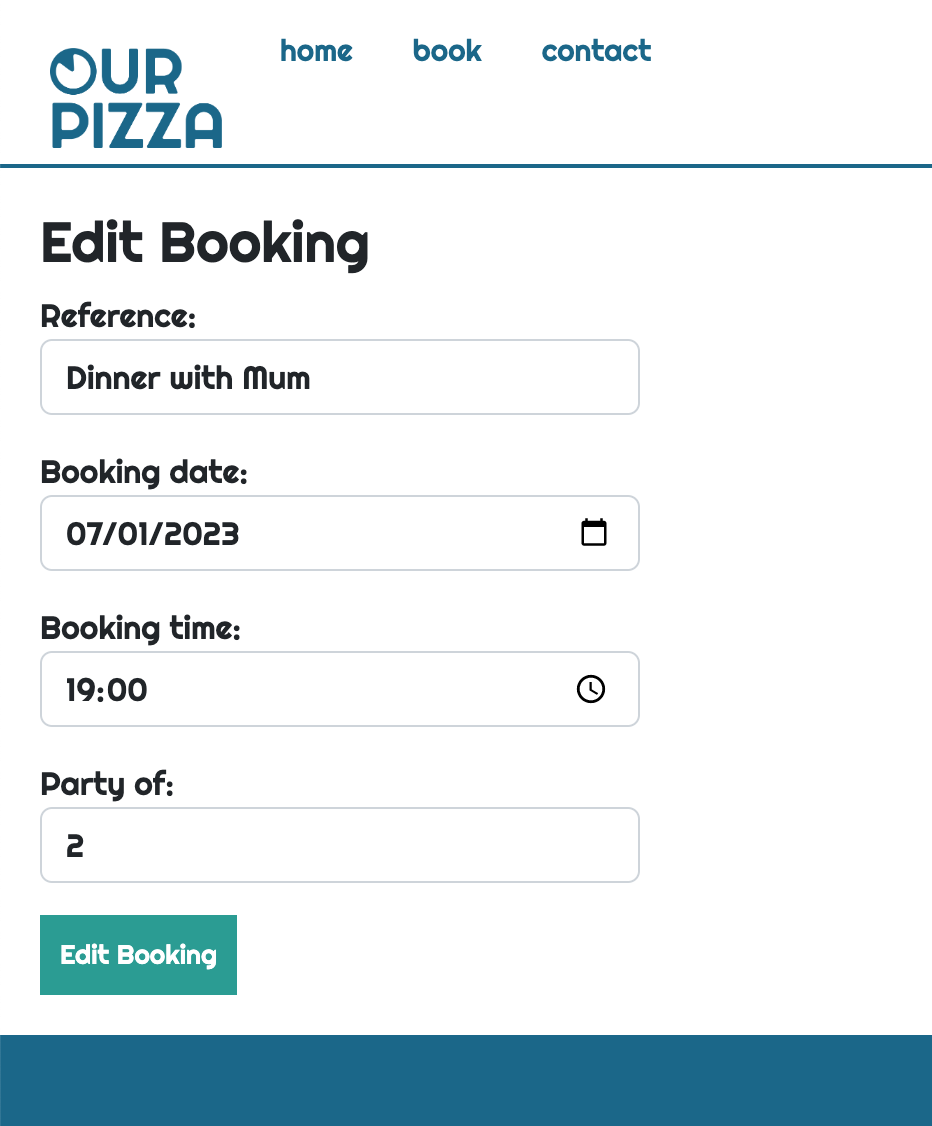 OUR
PIZZA
home book contact
Edit Booking
Reference:
Dinner with Mum
Booking date:
07/01/2023
Booking time:
19:00
Party of:
2
Edit Booking